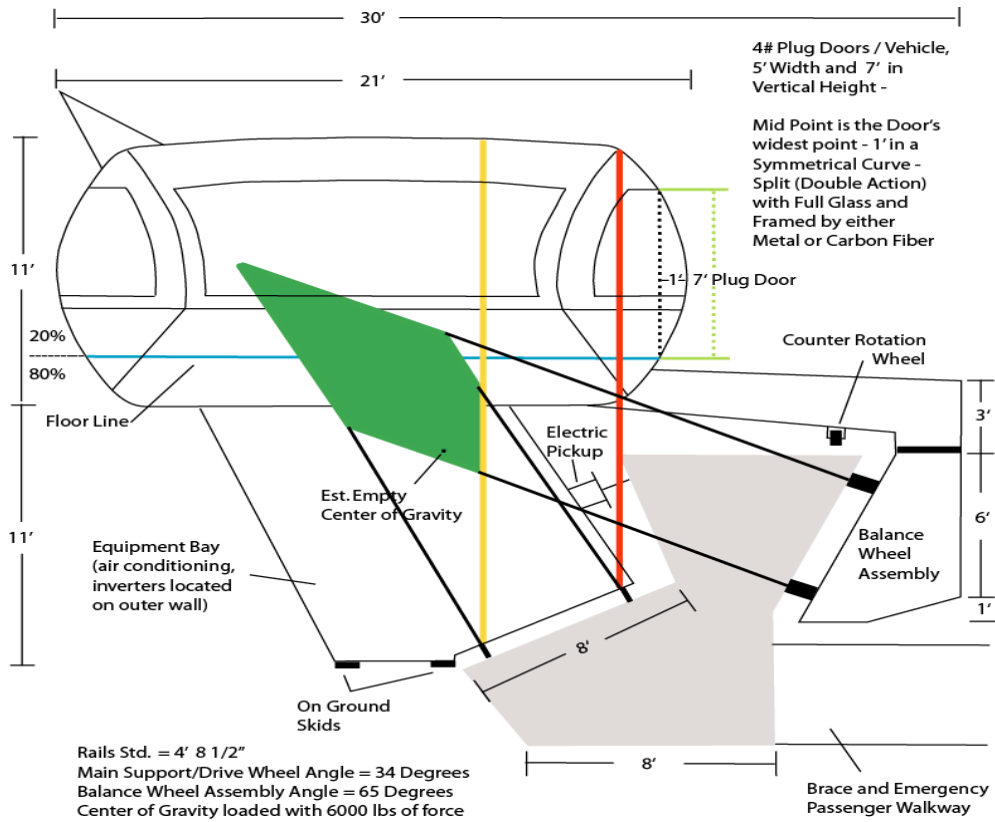 30'
21'
4# Plug Doors / Vehicle,
5' Width and 7' in
Vertical Height -
Mid Point is the Door's
widest point - 1' in a
Symmetrical Curve -
Split (Double Action)
with Full Glass and
Framed by either
Metal or Carbon Fiber
11'
1'- 7' Plug Door
20%
80%
Counter Rotation
Wheel
Floor Line
3'
Electric
Pickup
Est. Empty
Center of Gravity
6'
11'
Equipment Bay
(air conditioning,
inverters located
on outer wall)
Balance
Wheel
Assembly
1'
8'
On Ground
Skids
Rails Std. = 4' 8 1/2"
Main Support/Drive Wheel Angle = 34 Degrees
Balance Wheel Assembly Angle = 65 Degrees
Center of Gravity loaded with 6000 lbs of force
8'
Brace and Emergency
Passenger Walkway